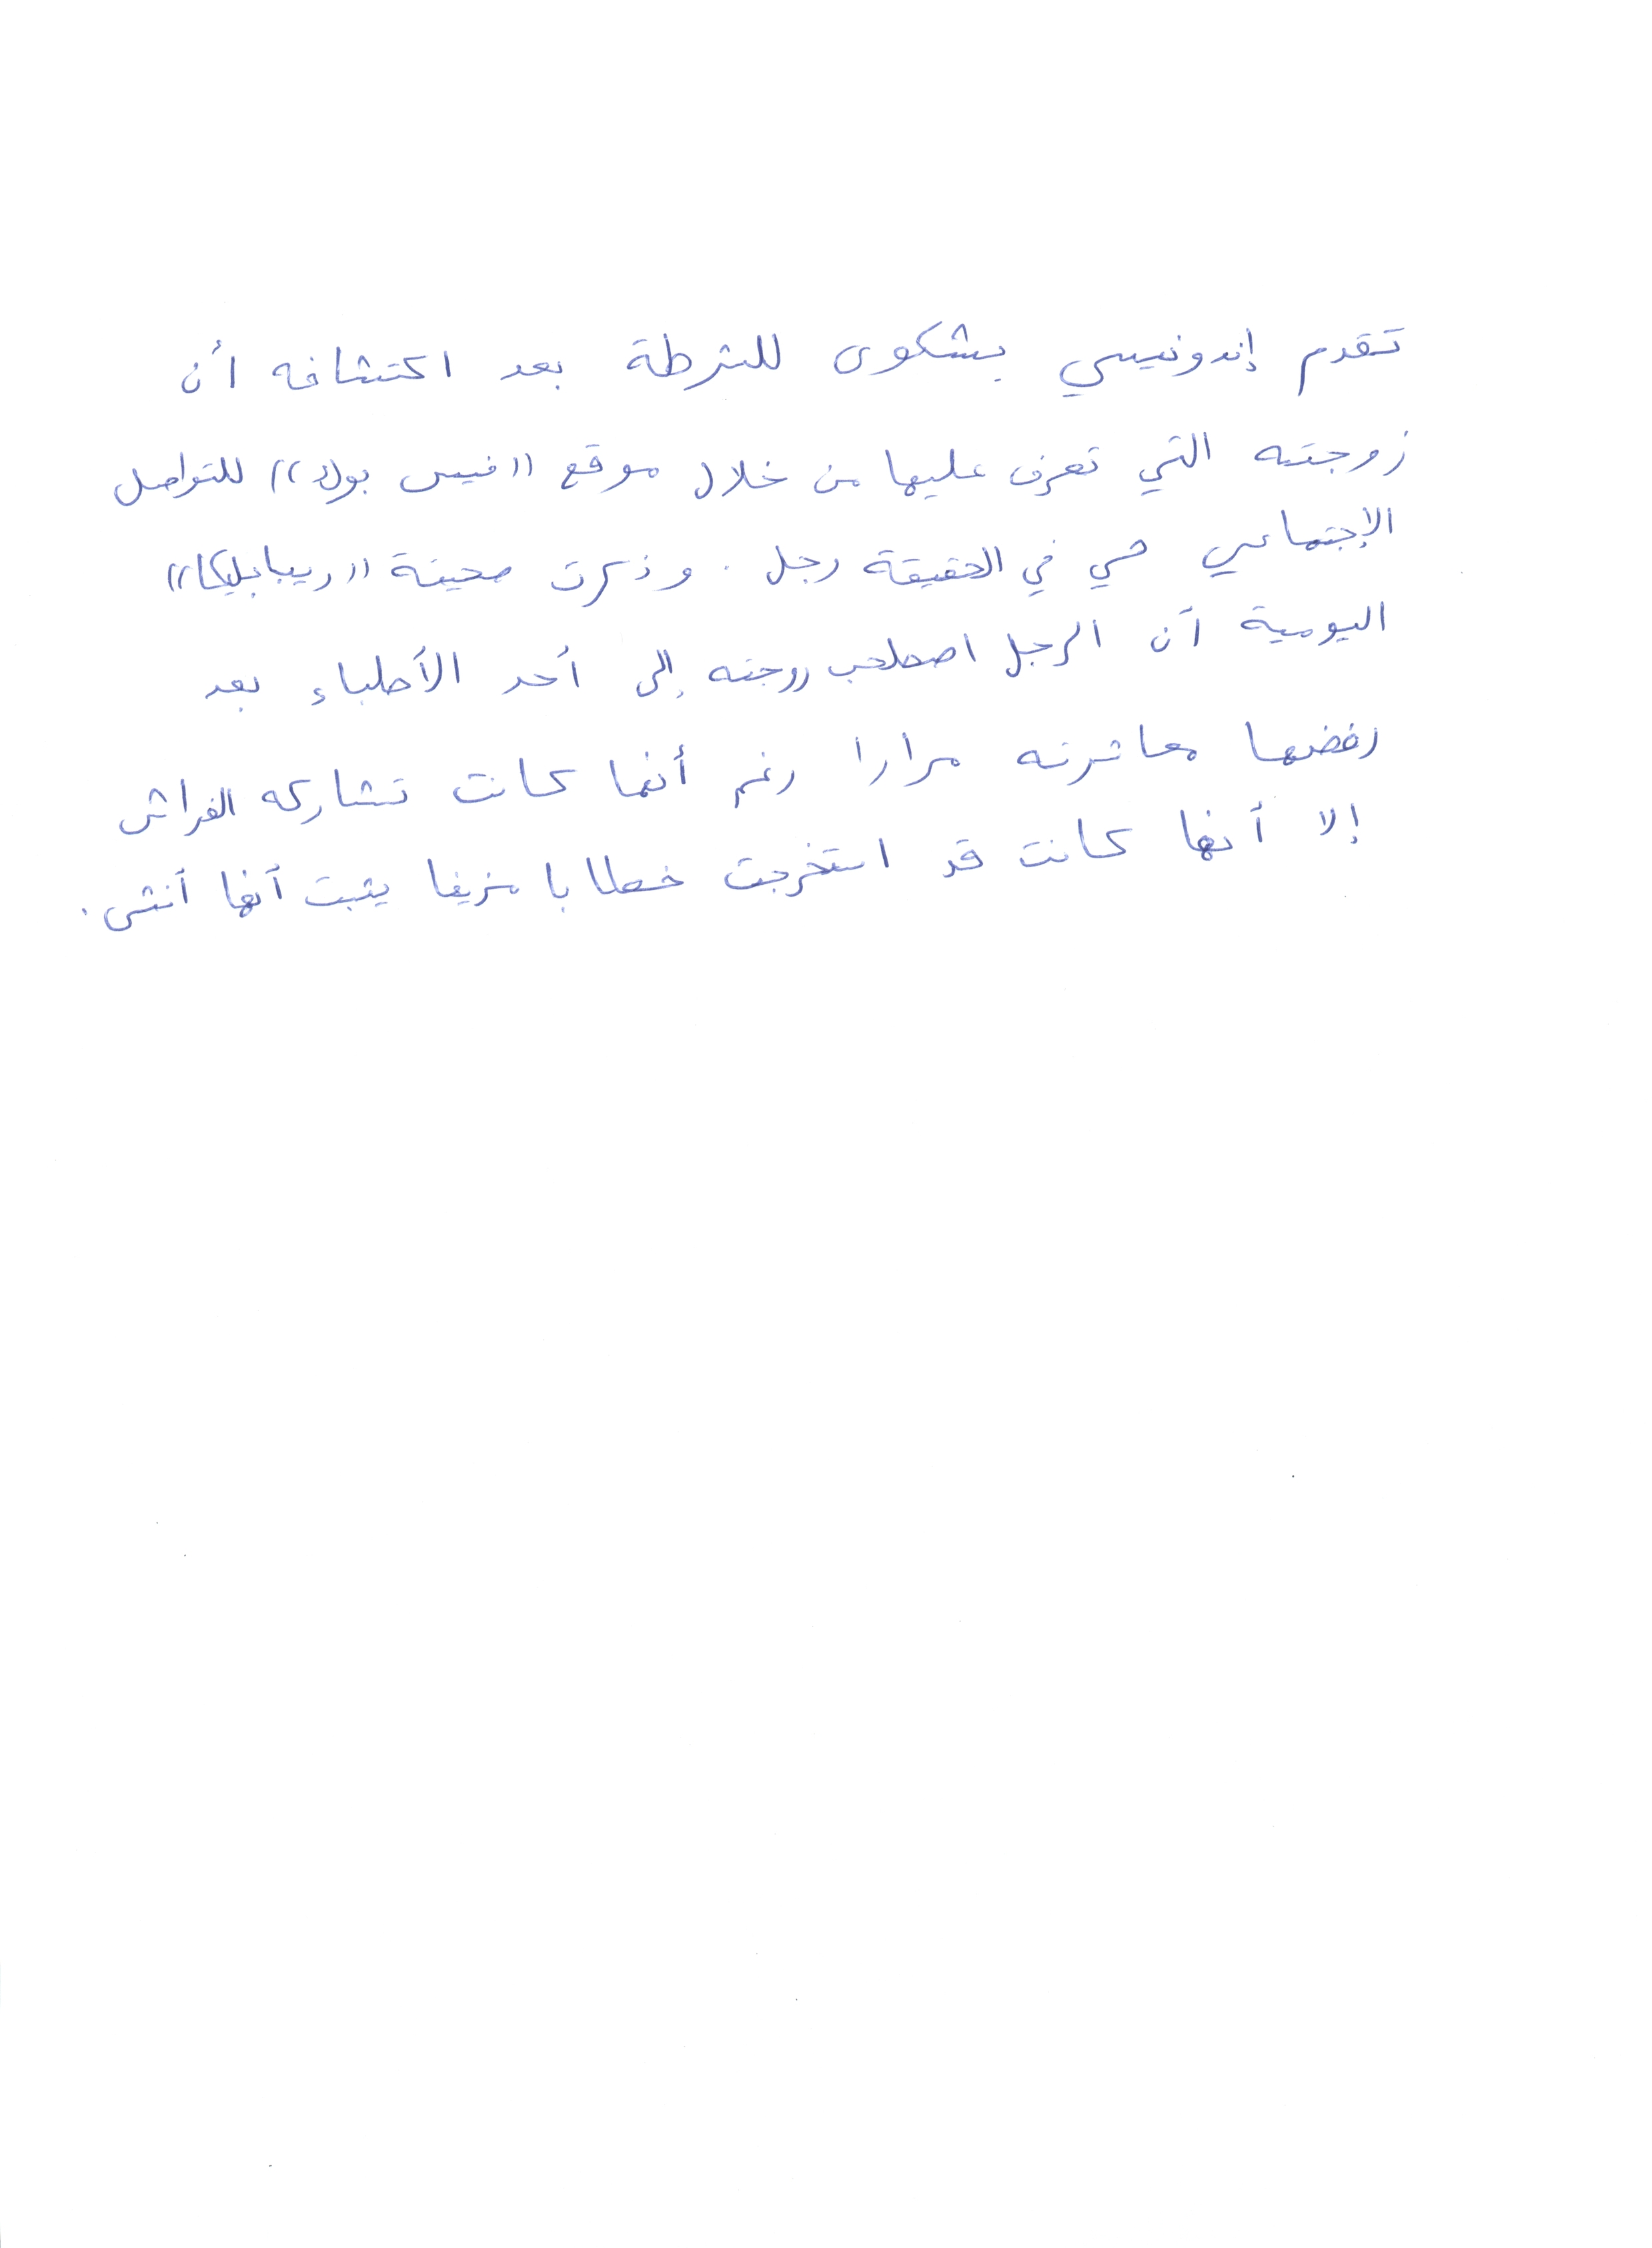 تقدم إندونيسي بشكوى للشرطة بعد اكتشافه أن
زوجته التي تعرف عليها من خلال موقع ((فيس بوك)) للتواصل
الإجتماعي هي في الحقيقة رجل. وذكرت صحيفة ((ريبابليكا))
اليومية أن الرجل اصطحب زوجته إلى أحد الأطباء بعد
رفضها معاشرته مرارا رغم أنها كانت تشاركه الفراش
إلا أنها كانت قد استخرجت خطابا مزيفا يثبت أنها أنثى.